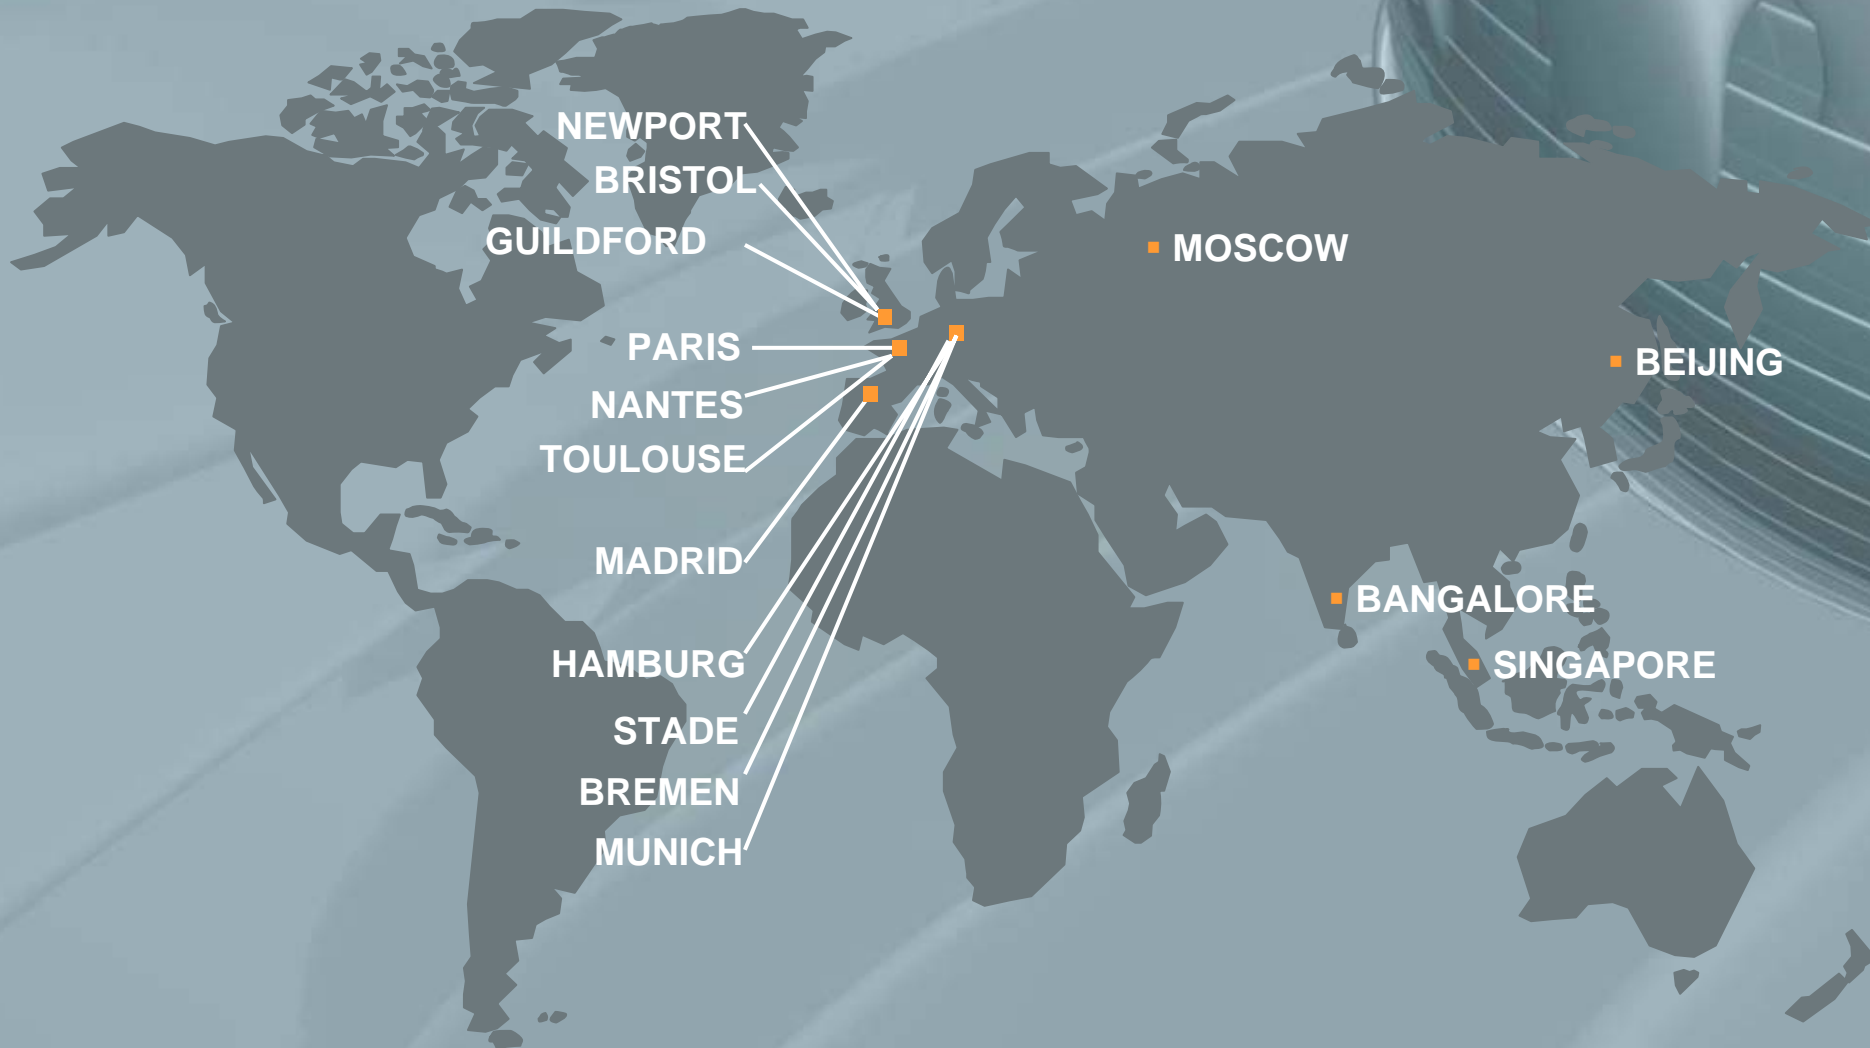 NEWPORT
BRISTOL
GUILDFORD
MOSCOW
PARIS
BEIJING
NANTES
TOULOUSE
MADRID
BANGALORE
HAMBURG
SINGAPORE
STADE
BREMEN
MUNICH